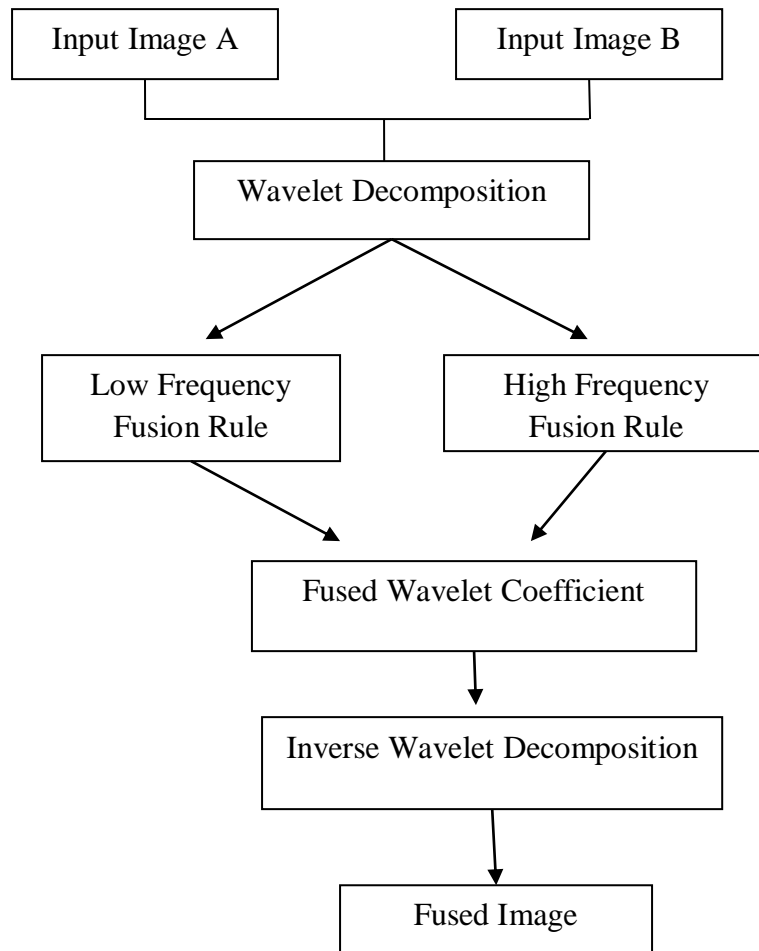 Input Image A
Input Image B
Wavelet Decomposition
Low Frequency
Fusion Rule
High Frequency
Fusion Rule
Fused Wavelet Coefficient
Inverse Wavelet Decomposition
Fused Image